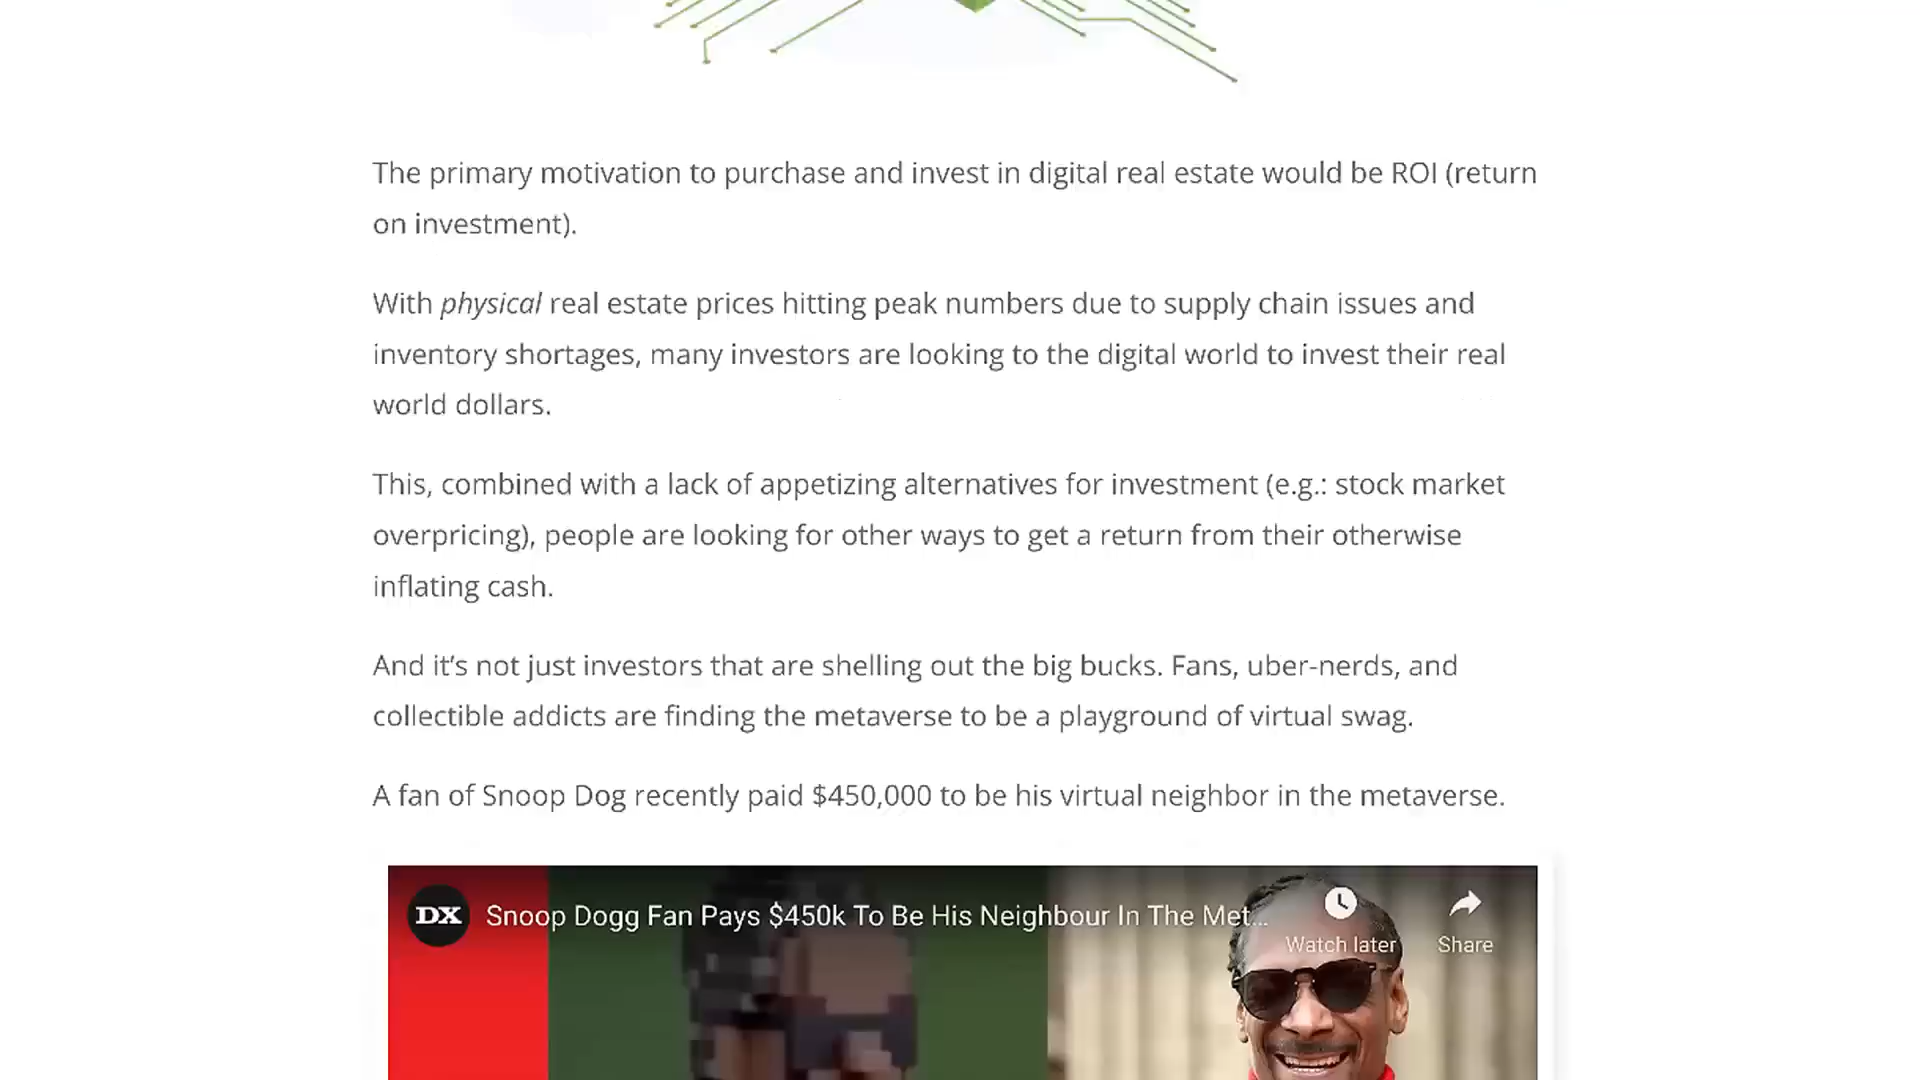 The primary motivation to purchase and invest in digital real estate would be ROI (return
on investment).
With physical real estate prices hitting peak numbers due to supply chain issues and
inventory shortages, many investors are looking to the digital world to invest their real
world dollars.
This, combined with a lack of appetizing alternatives for investment (e.g.: stock market
overpricing), people are looking for other ways to get a return from their otherwise
inflating cash.
And it’s not just investors that are shelling out the big bucks. Fans, uber-nerds, and
collectible addicts are finding the metaverse to be a playground of virtual swag.
A fan of Snoop Dog recently paid $450,000 to be his virtual neighbor in the metaverse.
DX Snoop Dogg Fan Pays $450k To Be His Neighbour In The Met...
Watch later Share